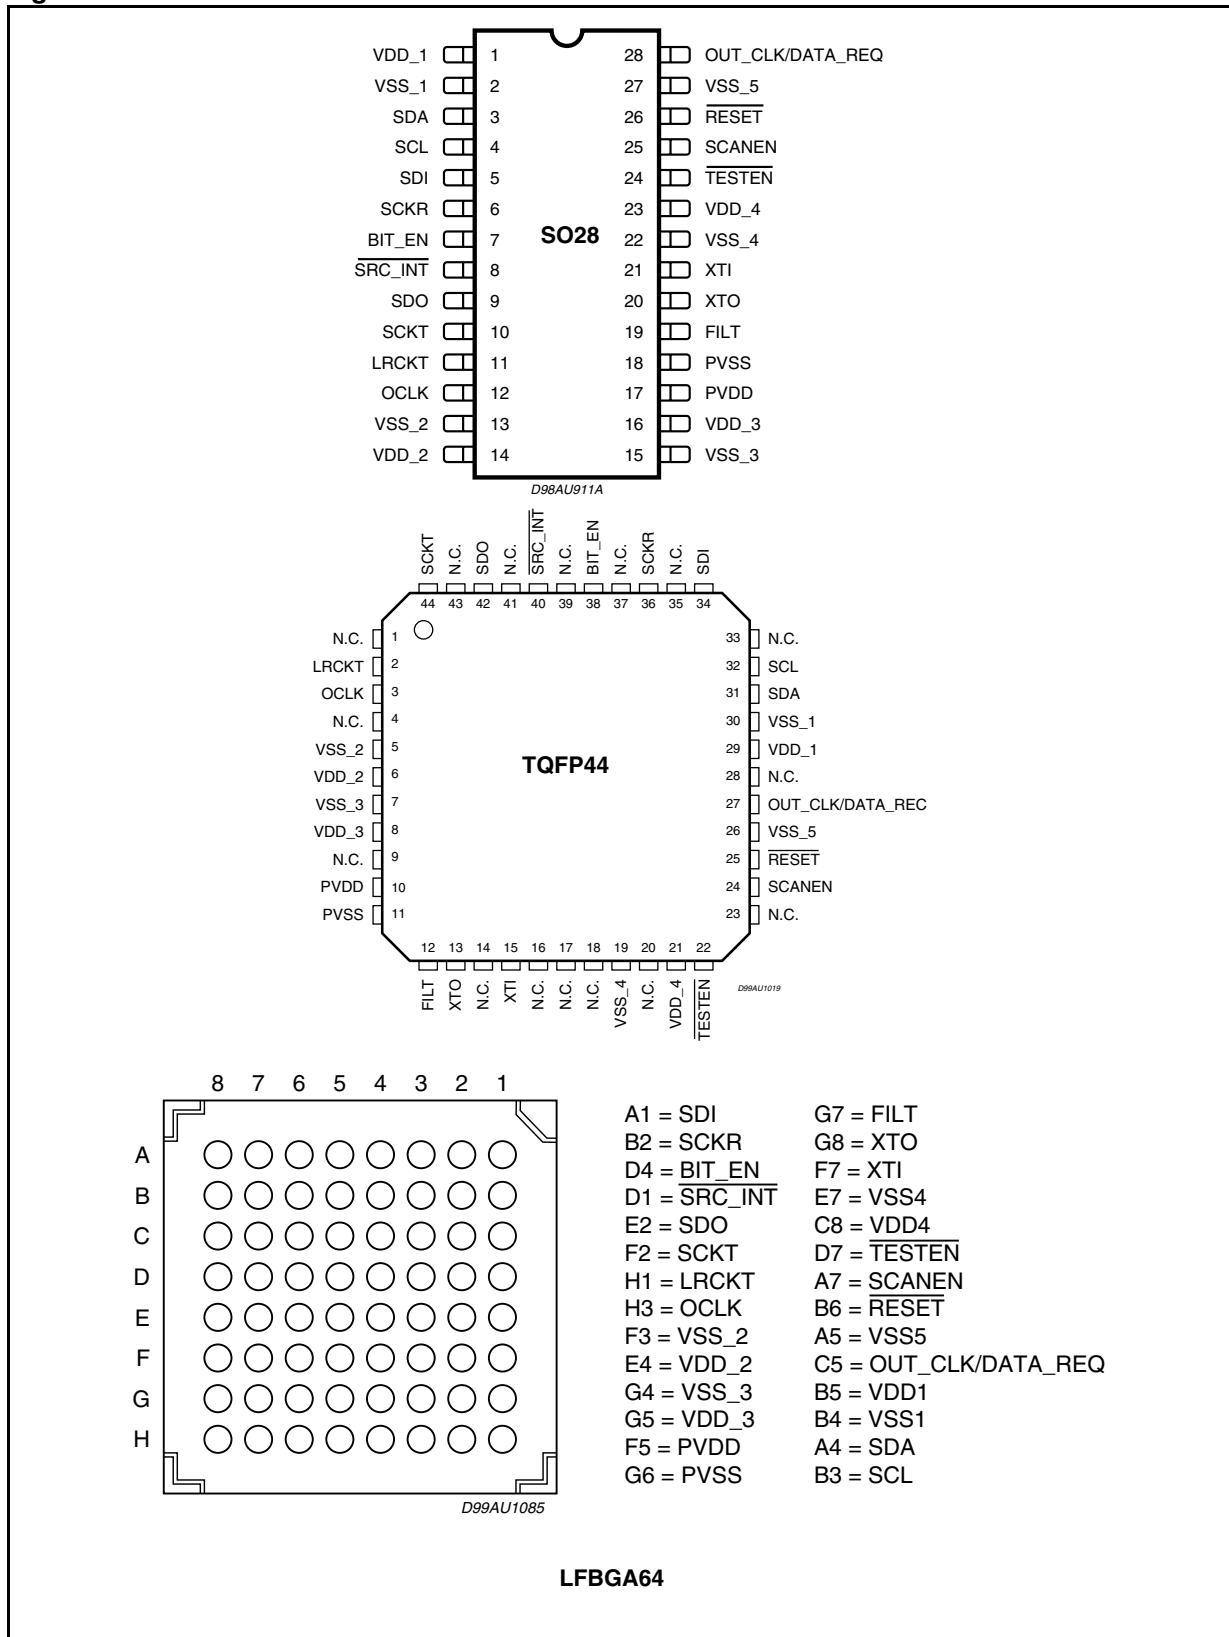 VDD_1 1 28 OUT_CLK/DATA_REQ
VSS_1 2 27 VSS_5
SDA 3 26 RESET
SCL 4 25 SCANEN
SDI 5 24 TESTEN
SCKR 6 23 VDD_4
BIT_EN 7 22 VSS_4
SRC_INT 8 21 XTI
SDO 9 20 XTO
SCKT 10 19 FILT
LRCKT 11 18 PVSS
OCLK 12 17 PVDD
VSS_2 13 16 VDD_3
VDD_2 14 15 VSS_3
SO28
D98AU911A
SCKT N.C. SDO N.C. SRC_INT N.C. BIT_EN N.C. SCKR N.C. SDI
44 43 42 41 40 39 38 37 36 35 34
N.C. 1 33 N.C.
LRCKT 2 32 SCL
OCLK 3 31 SDA
N.C. 4 30 VSS_1
VSS_2 5 29 VDD_1
VDD_2 6 28 N.C.
VSS_3 7 27 OUT_CLK/DATA_REC
VDD_3 8 26 VSS_5
N.C. 9 25 RESET
PVDD 10 24 SCANEN
PVSS 11 23 N.C.
TQFP44
12 13 14 15 16 17 18 19 20 21 22
FILT XTO N.C. XTI N.C. N.C. N.C. VSS_4 N.C. VDD_4 TESTEN
D99AU1019
8 7 6 5 4 3 2 1
A
B
C
D
E
F
G
H
D99AU1085
A1 = SDI
B2 = SCKR
D4 = BIT_EN
D1 = SRC_INT
E2 = SDO
F2 = SCKT
H1 = LRCKT
H3 = OCLK
F3 = VSS_2
E4 = VDD_2
G4 = VSS_3
G5 = VDD_3
F5 = PVDD
G6 = PVSS
G7 = FILT
G8 = XTO
F7 = XTI
E7 = VSS4
C8 = VDD4
D7 = TESTEN
A7 = SCANEN
B6 = RESET
A5 = VSS5
C5 = OUT_CLK/DATA_REQ
B5 = VDD1
B4 = VSS1
A4 = SDA
B3 = SCL
LFBGA64